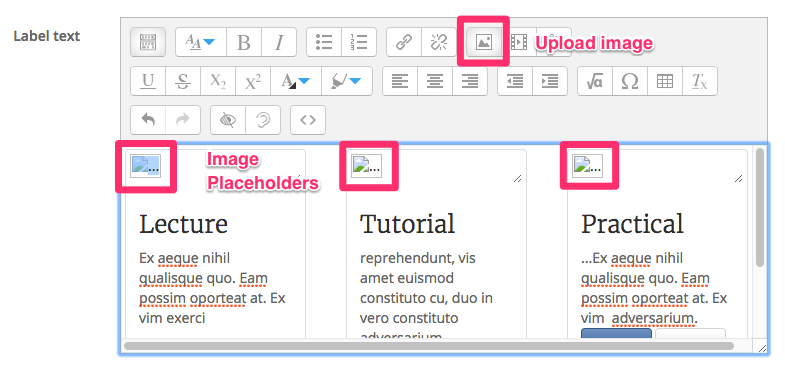 Label text
Upload image
Image
Placeholders
...
...
...
Lecture
Ex aeque nihil
qualisque quo. Eam
possim oporteat at. Ex
vim exerci
Tutorial
reprehendunt, vis
amet euismod
constituto cu, duo in
vero constituto
adversarium
Practical
...Ex aeque nihil
qualisque quo. Eam
possim oporteat at. Ex
vim adversarium.